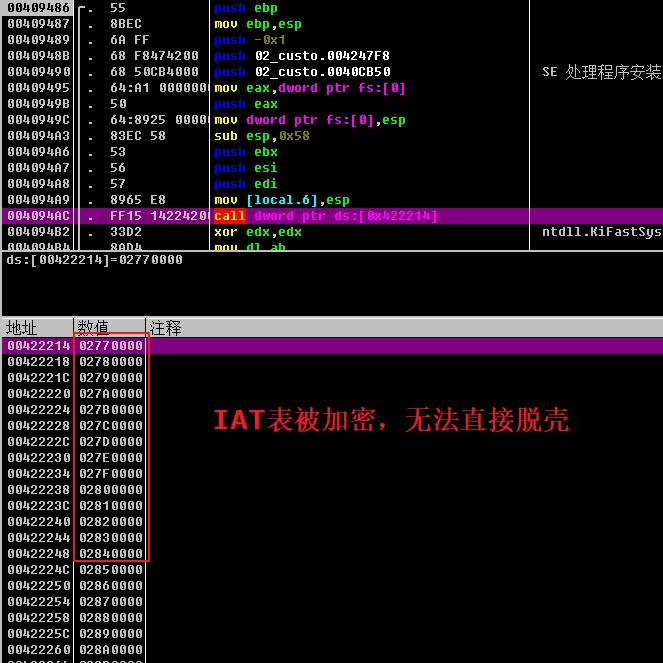 00409486 . 55 push ebp
00409487 . 8BEC mov ebp,esp
00409489 . 6A FF push -0x1
0040948B . 68 F8474200 push 02_custo.004247F8
00409490 . 68 50CB4000 push 02_custo.0040CB50 SE 处理程序安装
00409495 . 64:A1 0000000 mov eax,dword ptr fs:[0]
0040949B . 50 push eax
0040949C . 64:8925 00000 mov dword ptr fs:[0],esp
004094A3 . 83EC 58 sub esp,0x58
004094A6 . 53 push ebx
004094A7 . 56 push esi
004094A8 . 57 push edi
004094A9 . 8965 E8 mov [local.6],esp
004094AC . FF15 14224200 call dword ptr ds:[0x422214]
004094B2 . 33D2 xor edx,edx ntdll.KiFastSys
004094B4 . 8AD4 mov dl,ah
ds:[00422214]=02770000
地址 数值 注释
00422214 02770000
00422218 02780000
0042221C 02790000
00422220 027A0000
00422224 027B0000
IAT表被加密，无法直接脱壳
00422228 027C0000
0042222C 027D0000
00422230 027E0000
00422234 027F0000
00422238 02800000
0042223C 02810000
00422240 02820000
00422244 02830000
00422248 02840000
0042224C 02850000
00422250 02860000
00422254 02870000
00422258 02880000
0042225C 02890000
00422260 028A0000